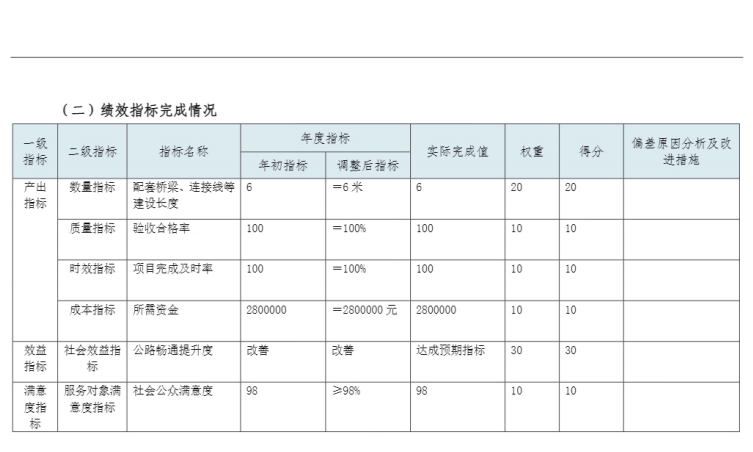 （二）绩效指标完成情况
一级指标 二级指标 指标名称 年度指标 实际完成值 权重 得分 偏差原因分析及改进措施
年初指标 调整后指标
产出指标 数量指标 配套桥梁、连接线等建设长度 6 ＝6 米 6 20 20
质量指标 验收合格率 100 ＝100% 100 10 10
时效指标 项目完成及时率 100 ＝100% 100 10 10
成本指标 所需资金 2800000 ＝2800000 元 2800000 10 10
效益指标 社会效益指标 公路畅通提升度 改善 改善 达成预期指标 30 30
满意度指标 服务对象满意度指标 社会公众满意度 98 ≥98% 98 10 10